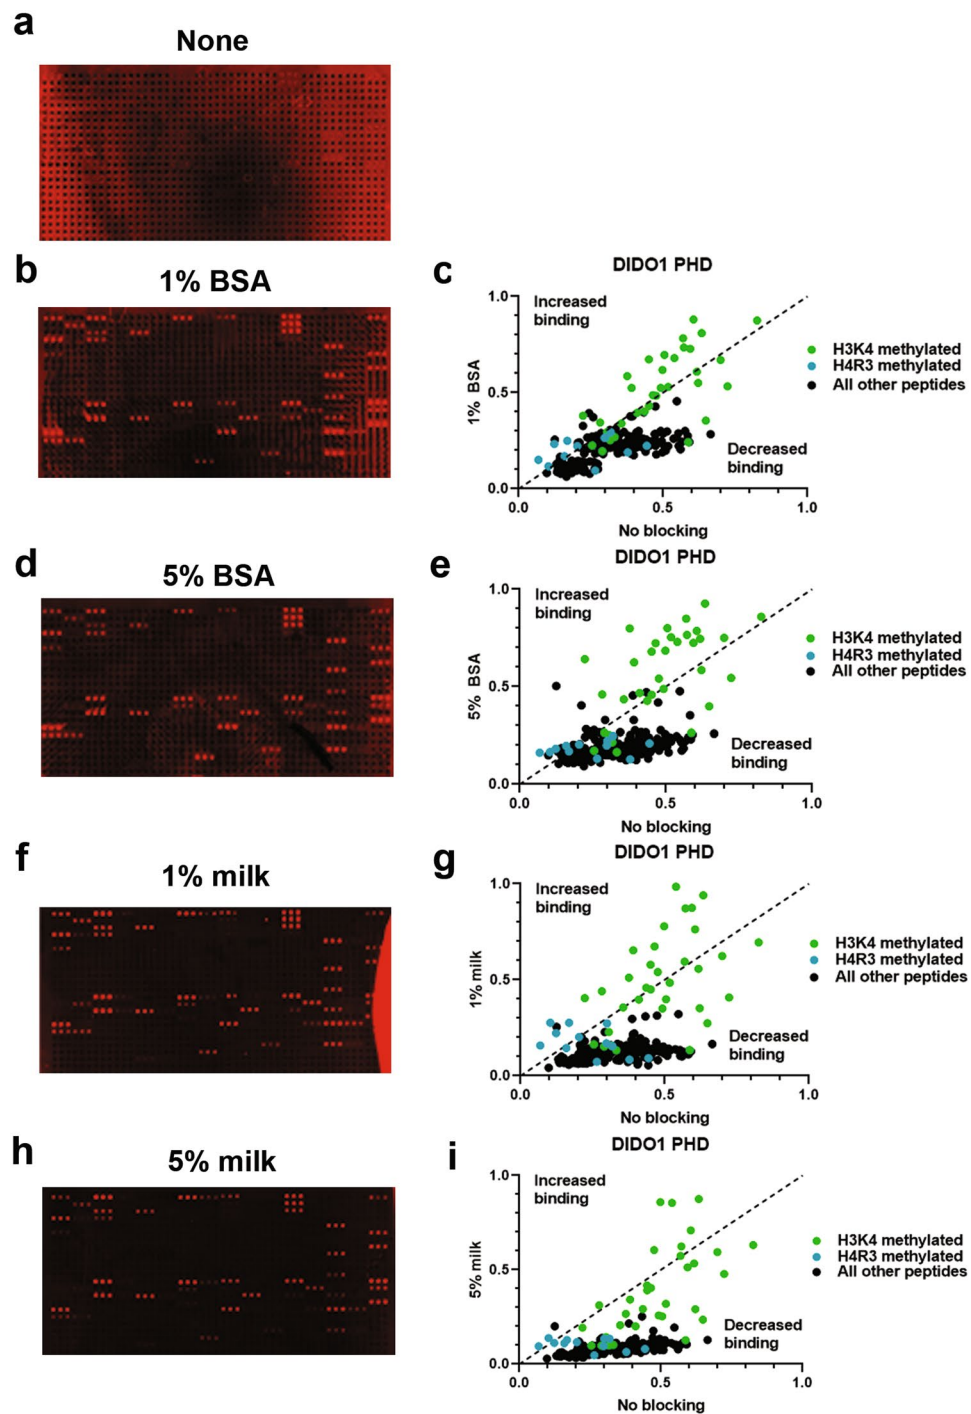 a
None
b
1% BSA
c
DIDO1 PHD
1.0
Increased
binding
H3K4 methylated
H4R3 methylated
All other peptides
1% BSA
0.5
Decreased
binding
0.0
0.0
0.5
1.0
No blocking
d
5% BSA
e
DIDO1 PHD
1.0
Increased
binding
H3K4 methylated
H4R3 methylated
All other peptides
5% BSA
0.5
Decreased
binding
0.0
0.0
0.5
1.0
No blocking
f
1% milk
g
DIDO1 PHD
1.0
Increased
binding
H3K4 methylated
H4R3 methylated
All other peptides
1% milk
0.5
Decreased
binding
0.0
0.0
0.5
1.0
No blocking
h
5% milk
i
DIDO1 PHD
1.0
Increased
binding
H3K4 methylated
H4R3 methylated
All other peptides
5% milk
0.5
Decreased
binding
0.0
0.0
0.5
1.0
No blocking